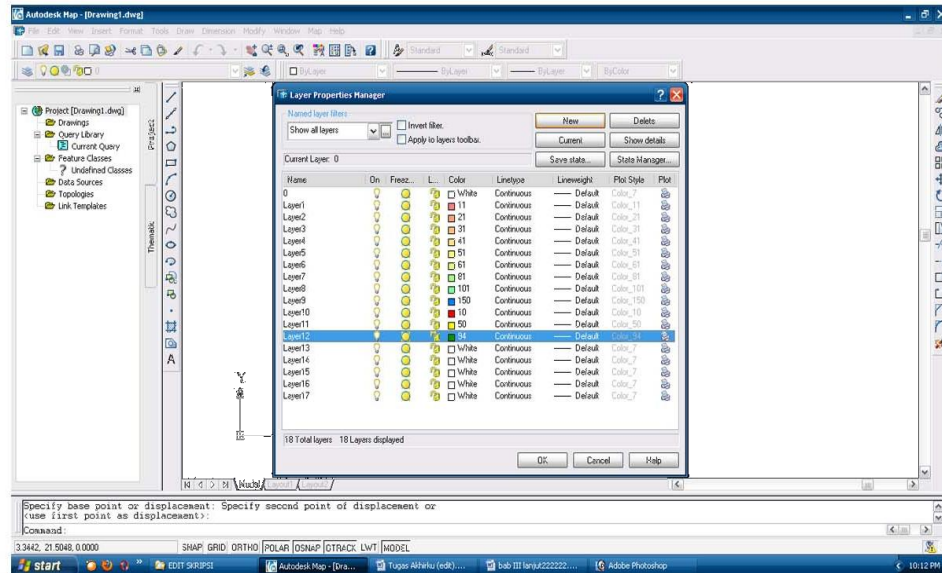 Autodesk Map - [Drawing1.dwg]
File Edit View Insert Format Tools Draw Dimension Modify Window Map Help
Standard Standard
0 ByLayer ByLayer ByLayer ByColor
Project [Drawing1.dwg]
Drawings
Query Library
Current Query
Feature Classes
? Undefined Classes
Data Sources
Topologies
Link Templates
Project
Thematic
Layer Properties Manager
Named layer filters
Show all layers
Invert filter.
Apply to layers toolbar.
New Delete
Current Show details
Current Layer: 0
Save state... State Manager...
Name On Freez... L... Color Linetype Lineweight Plot Style Plot
0 White Continuous Default Color_7
Layer1 11 Continuous Default Color_11
Layer2 21 Continuous Default Color_21
Layer3 31 Continuous Default Color_31
Layer4 41 Continuous Default Color_41
Layer5 51 Continuous Default Color_51
Layer6 61 Continuous Default Color_61
Layer7 81 Continuous Default Color_81
Layer8 101 Continuous Default Color_101
Layer9 150 Continuous Default Color_150
Layer10 10 Continuous Default Color_10
Layer11 50 Continuous Default Color_50
Layer12 94 Continuous Default Color_94
Layer13 White Continuous Default Color_7
Layer14 White Continuous Default Color_7
Layer15 White Continuous Default Color_7
Layer16 White Continuous Default Color_7
Layer17 White Continuous Default Color_7
18 Total layers 18 Layers displayed
OK Cancel Help
Y
Model Layout1 Layout2
Specify base point or displacement: Specify second point of displacement or
<use first point as displacement>:
Command:
3.3442, 21.5048, 0.0000 SNAP GRID ORTHO POLAR OSNAP OTRACK LWT MODEL
start EDIT SKRIPSI Autodesk Map - [Dra... Tugas Akhirku (edit).... bab III lanjut222222.... Adobe Photoshop 10:12 PM